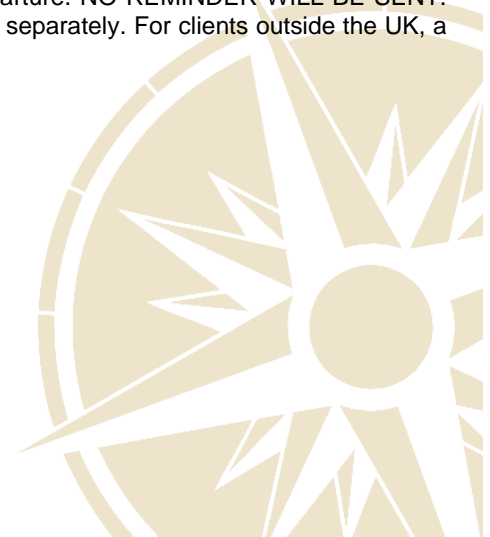 arture. NO REMINDER WILL BE SENT.
separately. For clients outside the UK, a